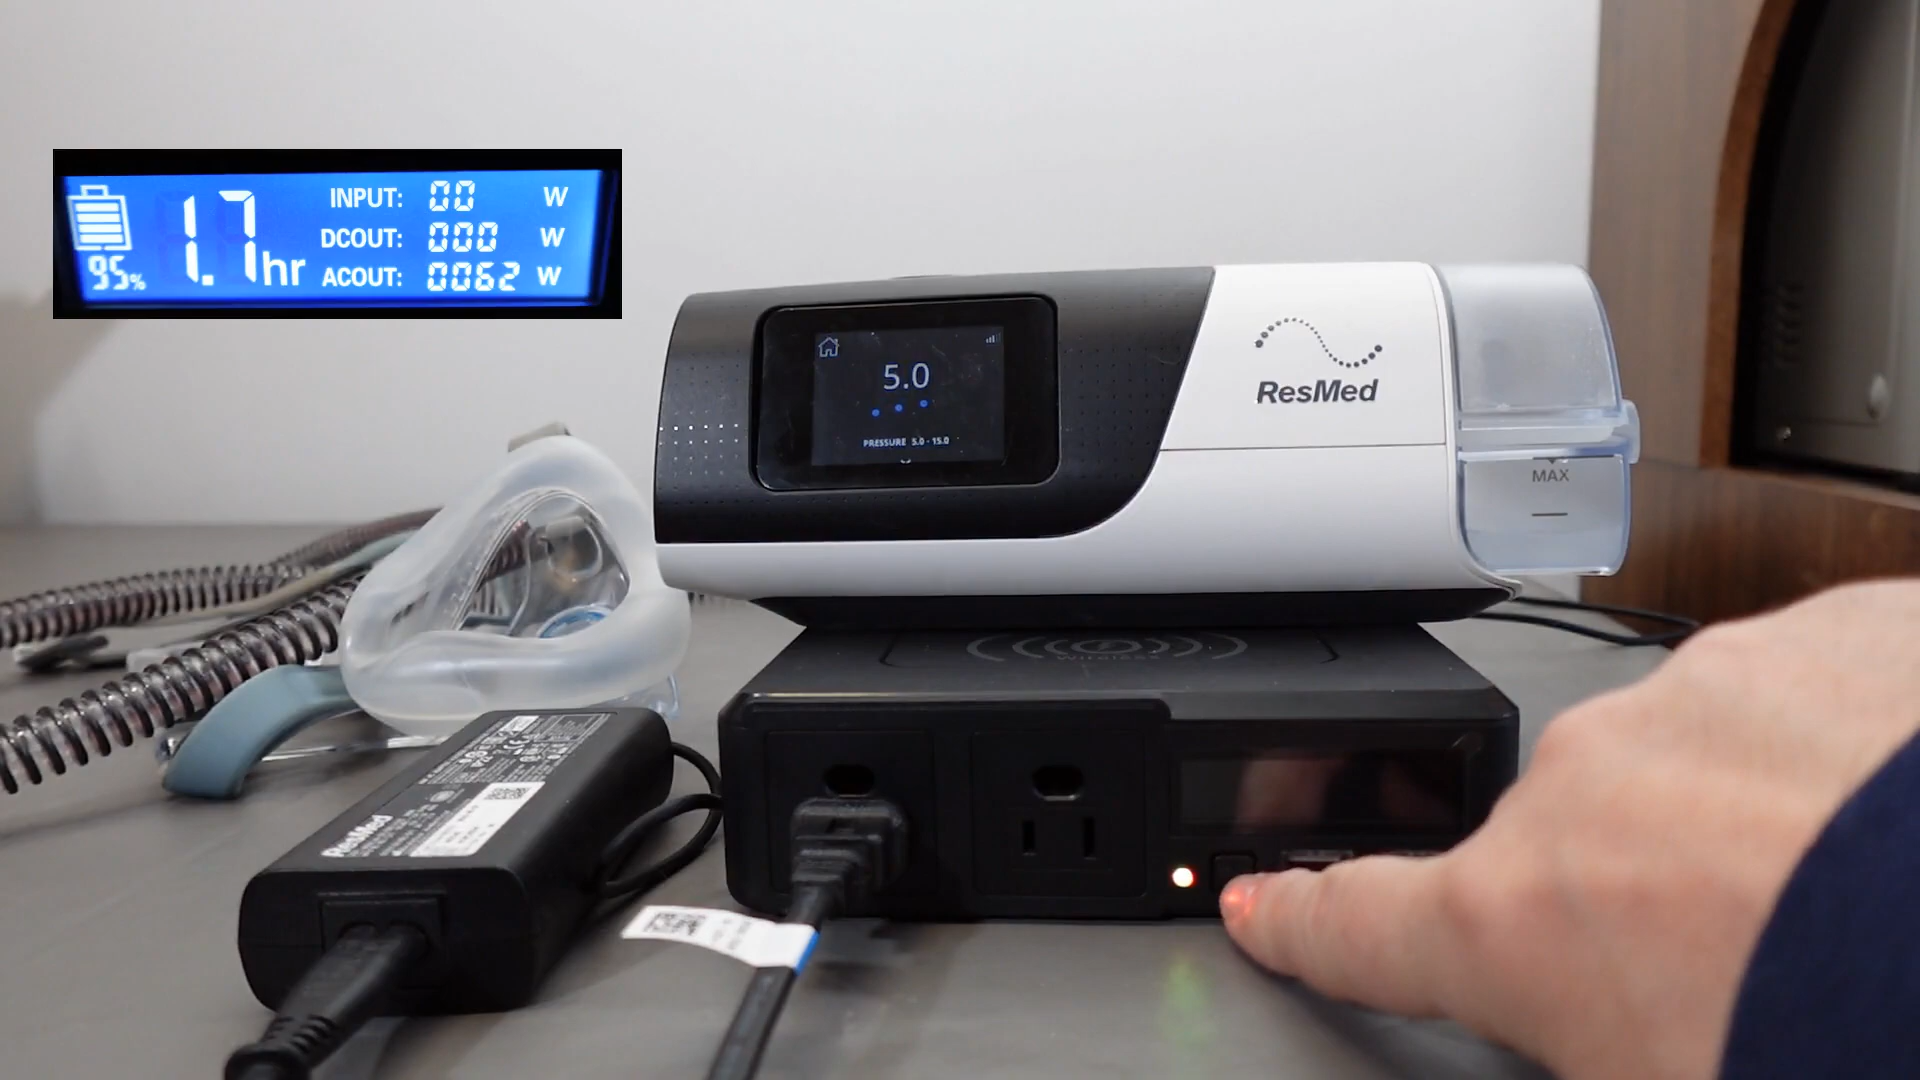 95%
1.7hr
INPUT: 00 W
DCOUT: 000 W
ACOUT: 0062 W
5.0
PRESSURE 5.0 - 15.0
ResMed
MAX
Wireless
ResMed